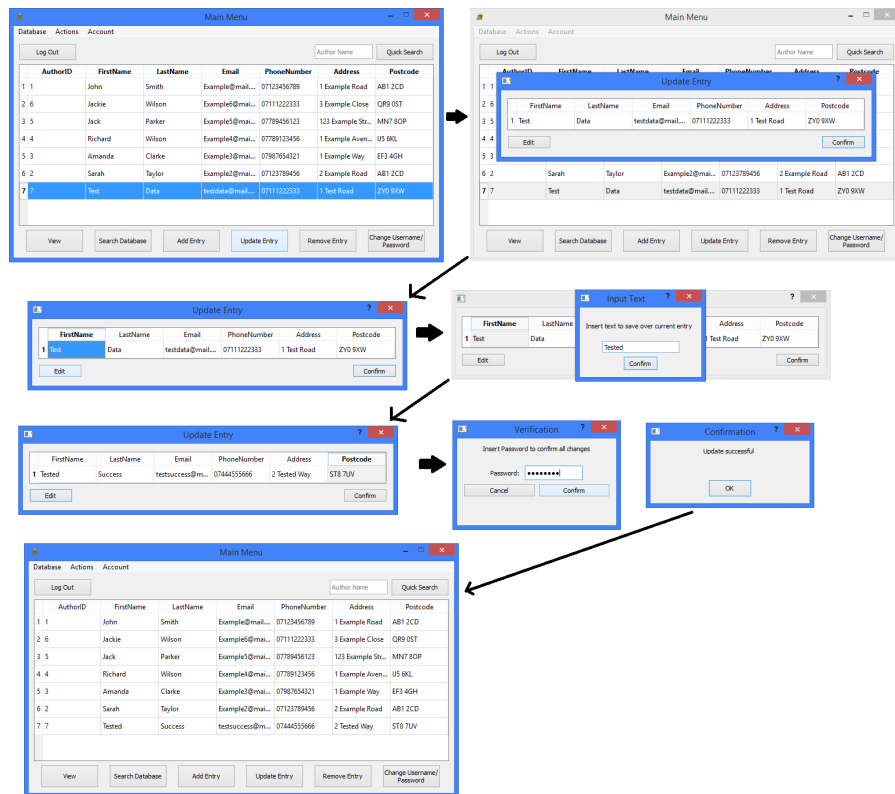 Main Menu
Database Actions Account
Log Out Author Name Quick Search
AuthorID FirstName LastName Email PhoneNumber Address Postcode
1 1 John Smith Example@mail.... 07123456789 1 Example Road AB1 2CD
2 6 Jackie Wilson Example6@mai... 07111222333 3 Example Close QR9 0ST
3 5 Jack Parker Example5@mai... 07789456123 123 Example Str... MN7 8OP
4 4 Richard Wilson Example4@mai... 07789123456 1 Example Aven... IJ5 6KL
5 3 Amanda Clarke Example3@mai... 07987654321 1 Example Way EF3 4GH
6 2 Sarah Taylor Example2@mai... 07123789456 2 Example Road AB1 2CD
7 7 Test Data testdata@mail.... 07111222333 1 Test Road ZY0 9XW
View Search Database Add Entry Update Entry Remove Entry Change Username/
Password
Main Menu
Database Actions Account
Log Out Author Name Quick Search
AuthorID FirstName LastName Email PhoneNumber Address Postcode
1 1
2 6
3 5
4 4
5 3
Update Entry ?
FirstName LastName Email PhoneNumber Address Postcode
1 Test Data testdata@mail.... 07111222333 1 Test Road ZY0 9XW
Edit Confirm
6 2 Sarah Taylor Example2@mai... 07123789456 2 Example Road AB1 2CD
7 7 Test Data testdata@mail.... 07111222333 1 Test Road ZY0 9XW
View Search Database Add Entry Update Entry Remove Entry Change Username/
Password
Update Entry ?
FirstName LastName Email PhoneNumber Address Postcode
1 Test Data testdata@mail.... 07111222333 1 Test Road ZY0 9XW
Edit Confirm
?
FirstName LastName Address Postcode
1 Test Data 1 Test Road ZY0 9XW
Edit Confirm
Input Text ?
Insert text to save over current entry
Tested
Confirm
Update Entry ?
FirstName LastName Email PhoneNumber Address Postcode
1 Tested Success testsuccess@m... 07444555666 2 Tested Way ST8 7UV
Edit Confirm
Verification ?
Insert Password to confirm all changes
Password: ••••••••
Cancel Confirm
Confirmation ?
Update successful
OK
Main Menu
Database Actions Account
Log Out Author Name Quick Search
AuthorID FirstName LastName Email PhoneNumber Address Postcode
1 1 John Smith Example@mail.... 07123456789 1 Example Road AB1 2CD
2 6 Jackie Wilson Example6@mai... 07111222333 3 Example Close QR9 0ST
3 5 Jack Parker Example5@mai... 07789456123 123 Example Str... MN7 8OP
4 4 Richard Wilson Example4@mai... 07789123456 1 Example Aven... IJ5 6KL
5 3 Amanda Clarke Example3@mai... 07987654321 1 Example Way EF3 4GH
6 2 Sarah Taylor Example2@mai... 07123789456 2 Example Road AB1 2CD
7 7 Tested Success testsuccess@m... 07444555666 2 Tested Way ST8 7UV
View Search Database Add Entry Update Entry Remove Entry Change Username/
Password